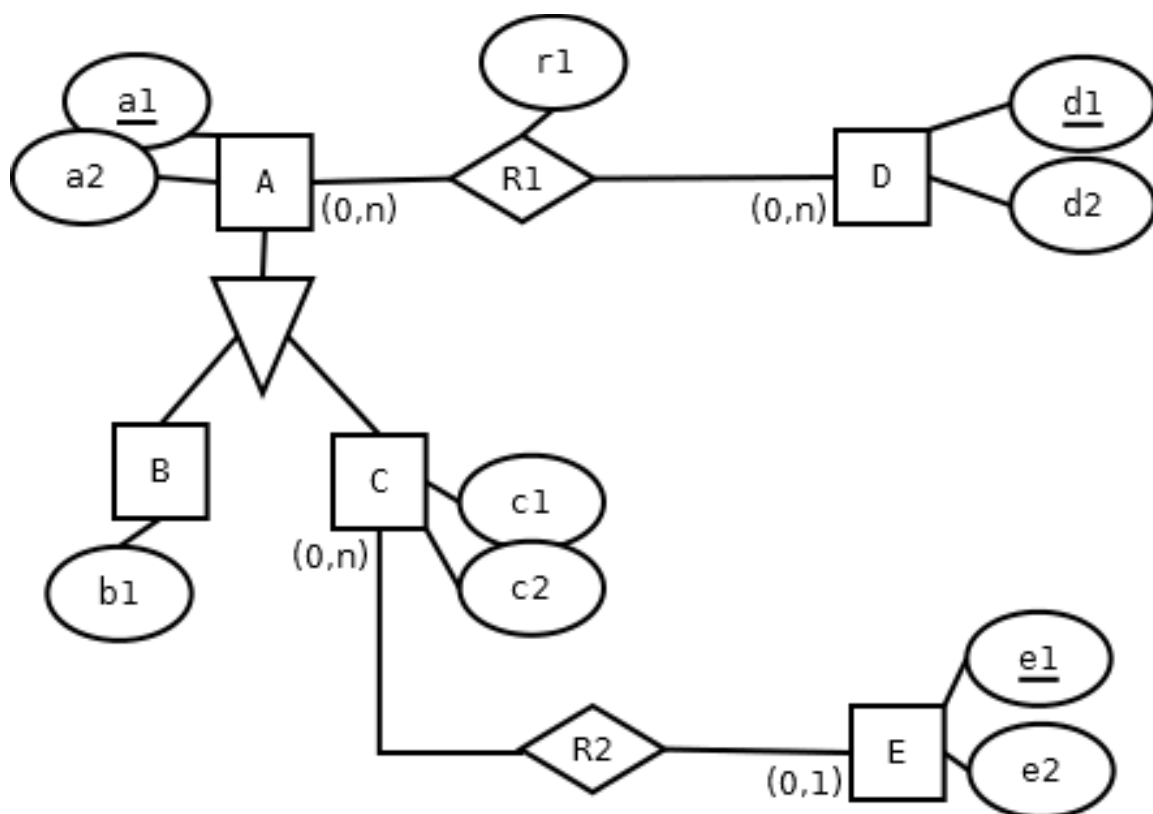 r1
a1
d1
a2
A
R1
D
(0,n)
(0,n)
d2
B
C
c1
(0,n)
b1
c2
e1
R2
E
(0,1)
e2